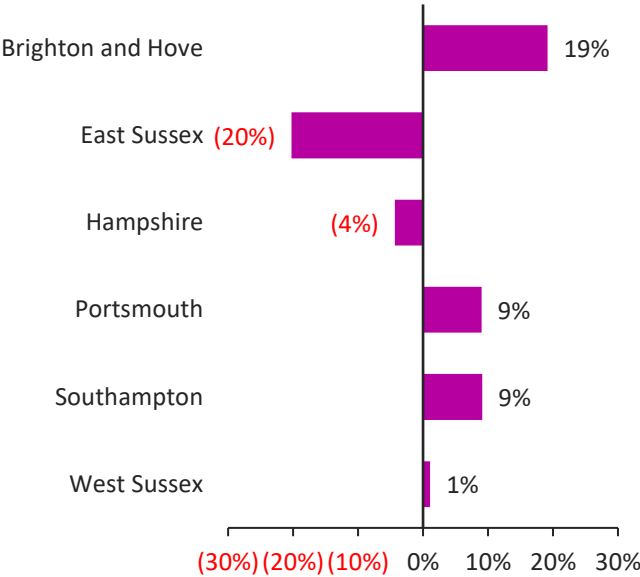 Brighton and Hove 19%
East Sussex (20%)
Hampshire (4%)
Portsmouth 9%
Southampton 9%
West Sussex 1%
(30%) (20%) (10%) 0% 10% 20% 30%